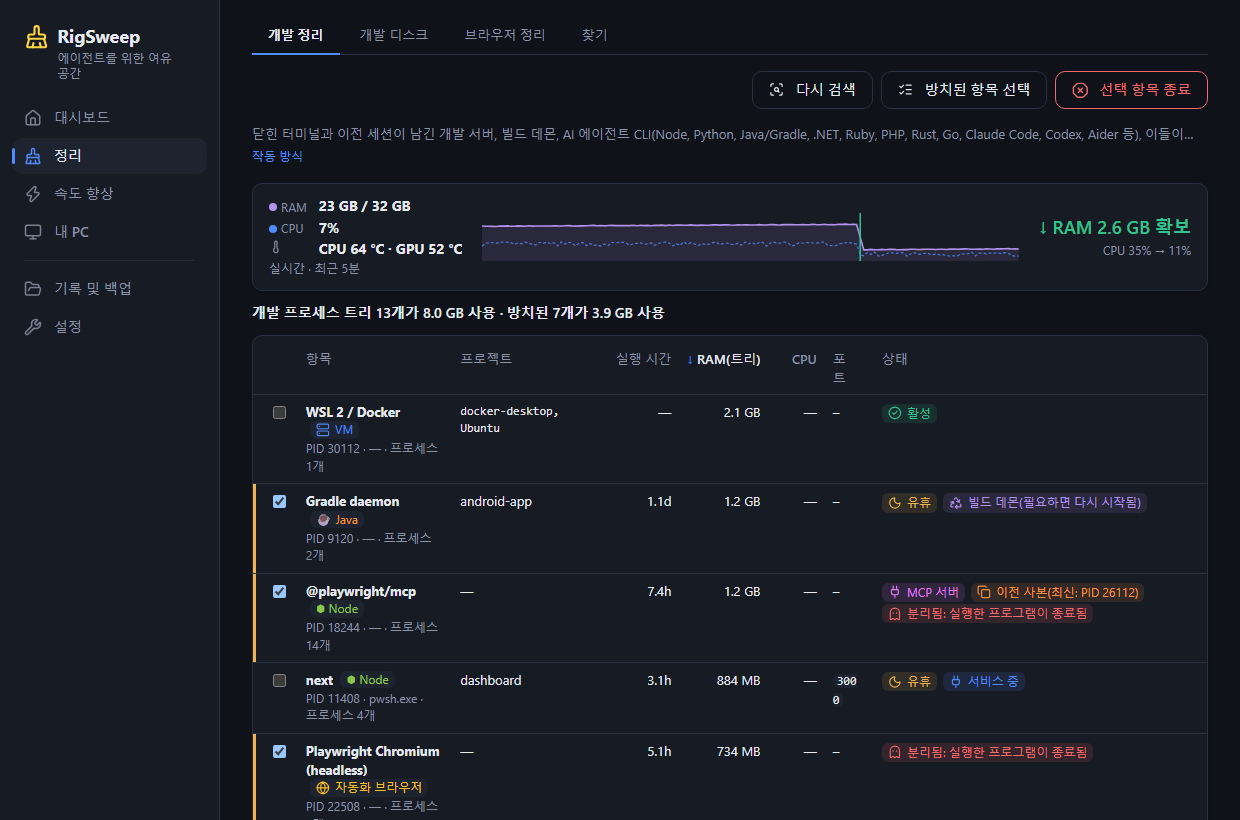 RigSweep
에이전트를 위한 여유
공간
대시보드
정리
속도 향상
내 PC
기록 및 백업
설정
개발 정리 개발 디스크 브라우저 정리 찾기
다시 검색 방치된 항목 선택 선택 항목 종료
닫힌 터미널과 이전 세션이 남긴 개발 서버, 빌드 데몬, AI 에이전트 CLI(Node, Python, Java/Gradle, .NET, Ruby, PHP, Rust, Go, Claude Code, Codex, Aider 등), 이들이…
작동 방식
RAM 23 GB / 32 GB
CPU 7%
CPU 64 °C · GPU 52 °C
실시간 · 최근 5분
↓ RAM 2.6 GB 확보
CPU 35% → 11%
개발 프로세스 트리 13개가 8.0 GB 사용 · 방치된 7개가 3.9 GB 사용
항목 프로젝트 실행 시간 ↓ RAM(트리) CPU 포
트 상태
WSL 2 / Docker docker-desktop, — 2.1 GB — – 활성
Ubuntu
VM
PID 30112 · — · 프로세스
1개
Gradle daemon android-app 1.1d 1.2 GB — – 유휴 빌드 데몬(필요하면 다시 시작됨)
Java
PID 9120 · — · 프로세스
2개
@playwright/mcp — 7.4h 1.2 GB — – MCP 서버 이전 사본(최신: PID 26112)
Node 분리됨: 실행한 프로그램이 종료됨
PID 18244 · — · 프로세스
14개
next Node dashboard 3.1h 884 MB — 300 유휴 서비스 중
0
PID 11408 · pwsh.exe ·
프로세스 4개
Playwright Chromium — 5.1h 734 MB — – 분리됨: 실행한 프로그램이 종료됨
(headless)
자동화 브라우저
PID 22508 · — · 프로세스